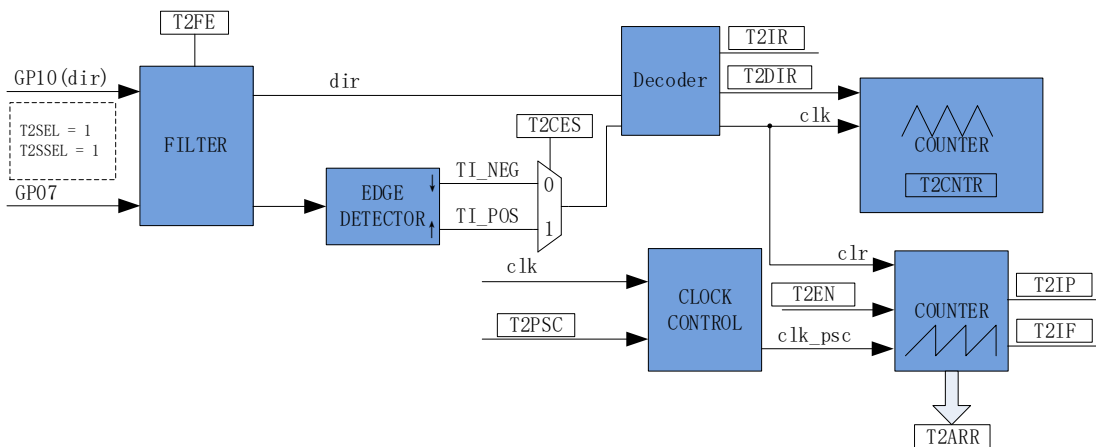 T2FE
GP10(dir)
T2SEL = 1
T2SSEL = 1
GP07
FILTER
dir
EDGE
DETECTOR
↓
↑
TI_NEG
TI_POS
T2CES
0
1
Decoder
T2IR
T2DIR
clk
COUNTER
T2CNTR
clk
T2PSC
CLOCK
CONTROL
clr
T2EN
clk_psc
COUNTER
T2IP
T2IF
T2ARR